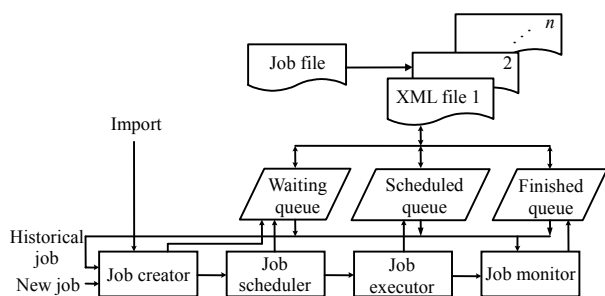 n
Job file
2
XML file 1
Import
Waiting
queue
Scheduled
queue
Finished
queue
Historical
job
New job
Job creator
Job
scheduler
Job
executor
Job monitor